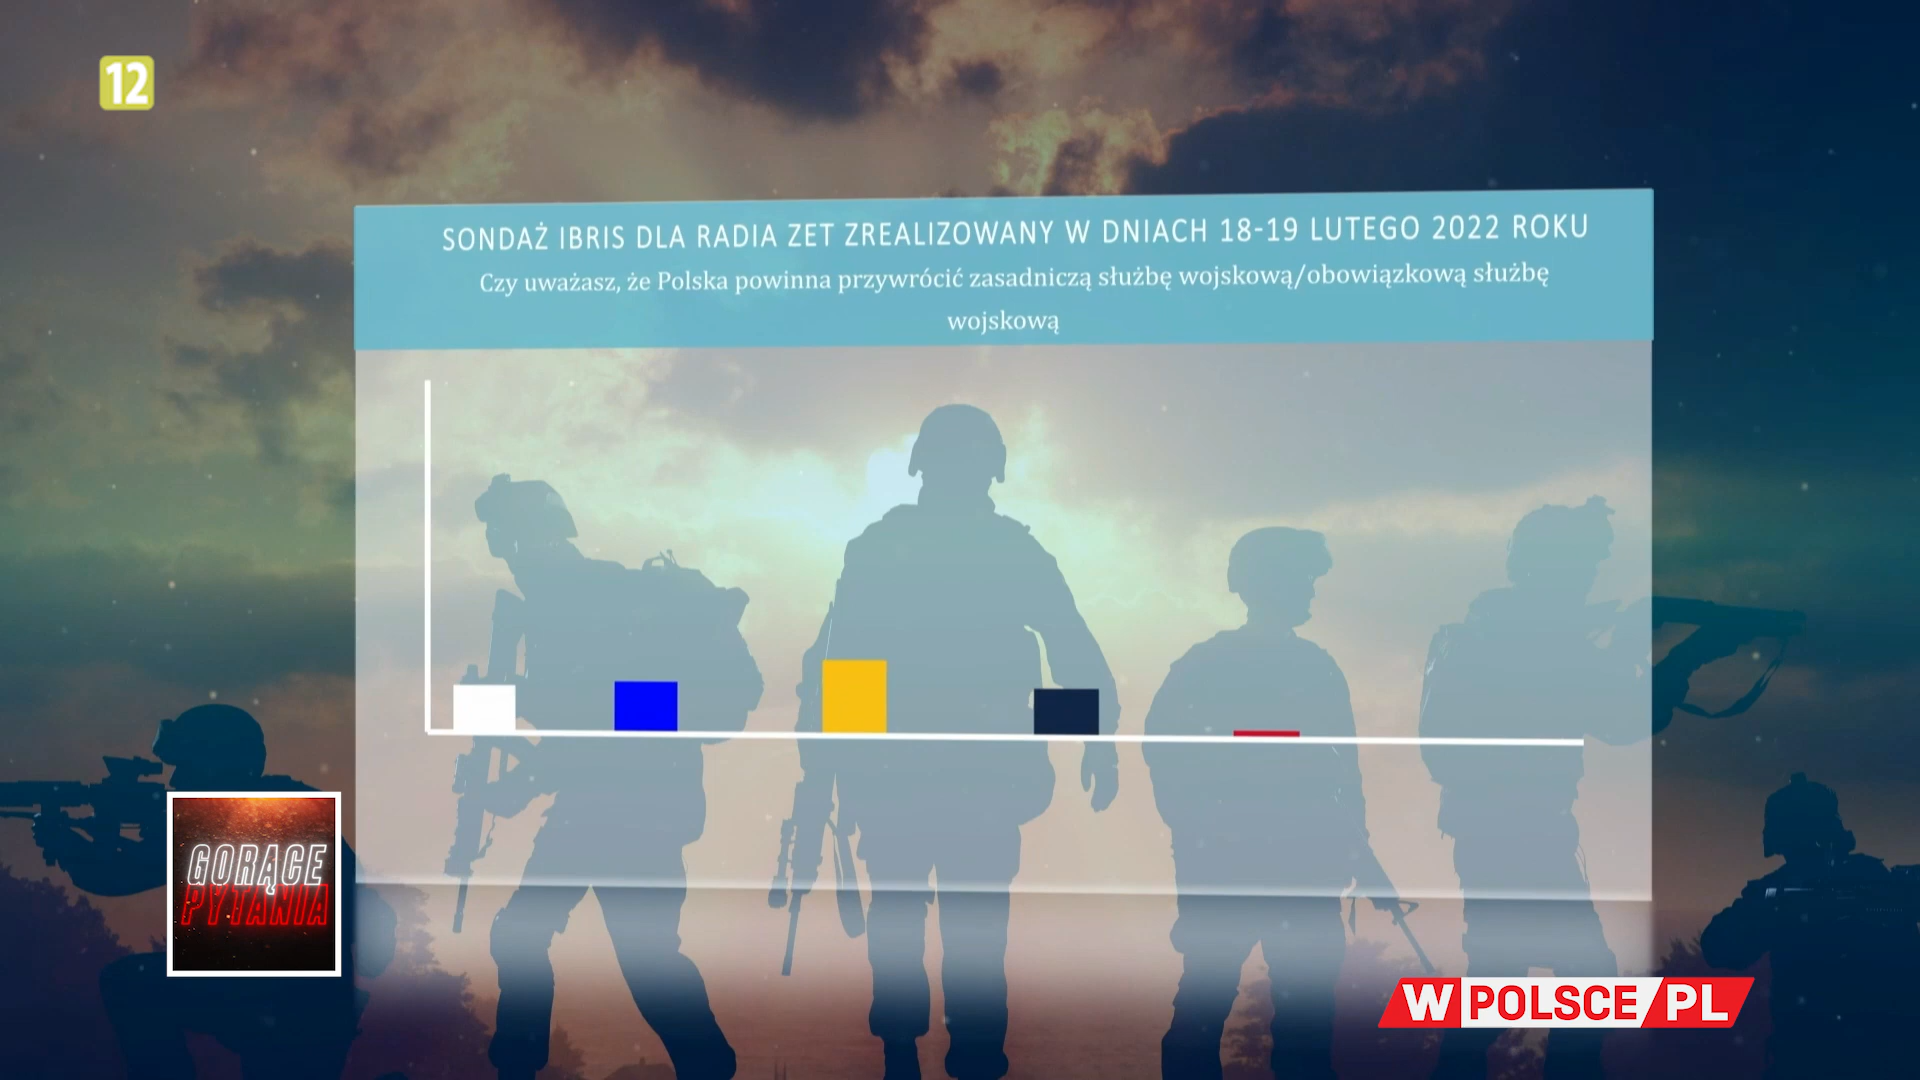 12
SONDAŻ IBRIS DLA RADIA ZET ZREALIZOWANY W DNIACH 18-19 LUTEGO 2022 ROKU
Czy uważasz, że Polska powinna przywrócić zasadniczą służbę wojskową/obowiązkową służbę
wojskową
GORĄCE
PYTANIA
WPOLSCE/PL